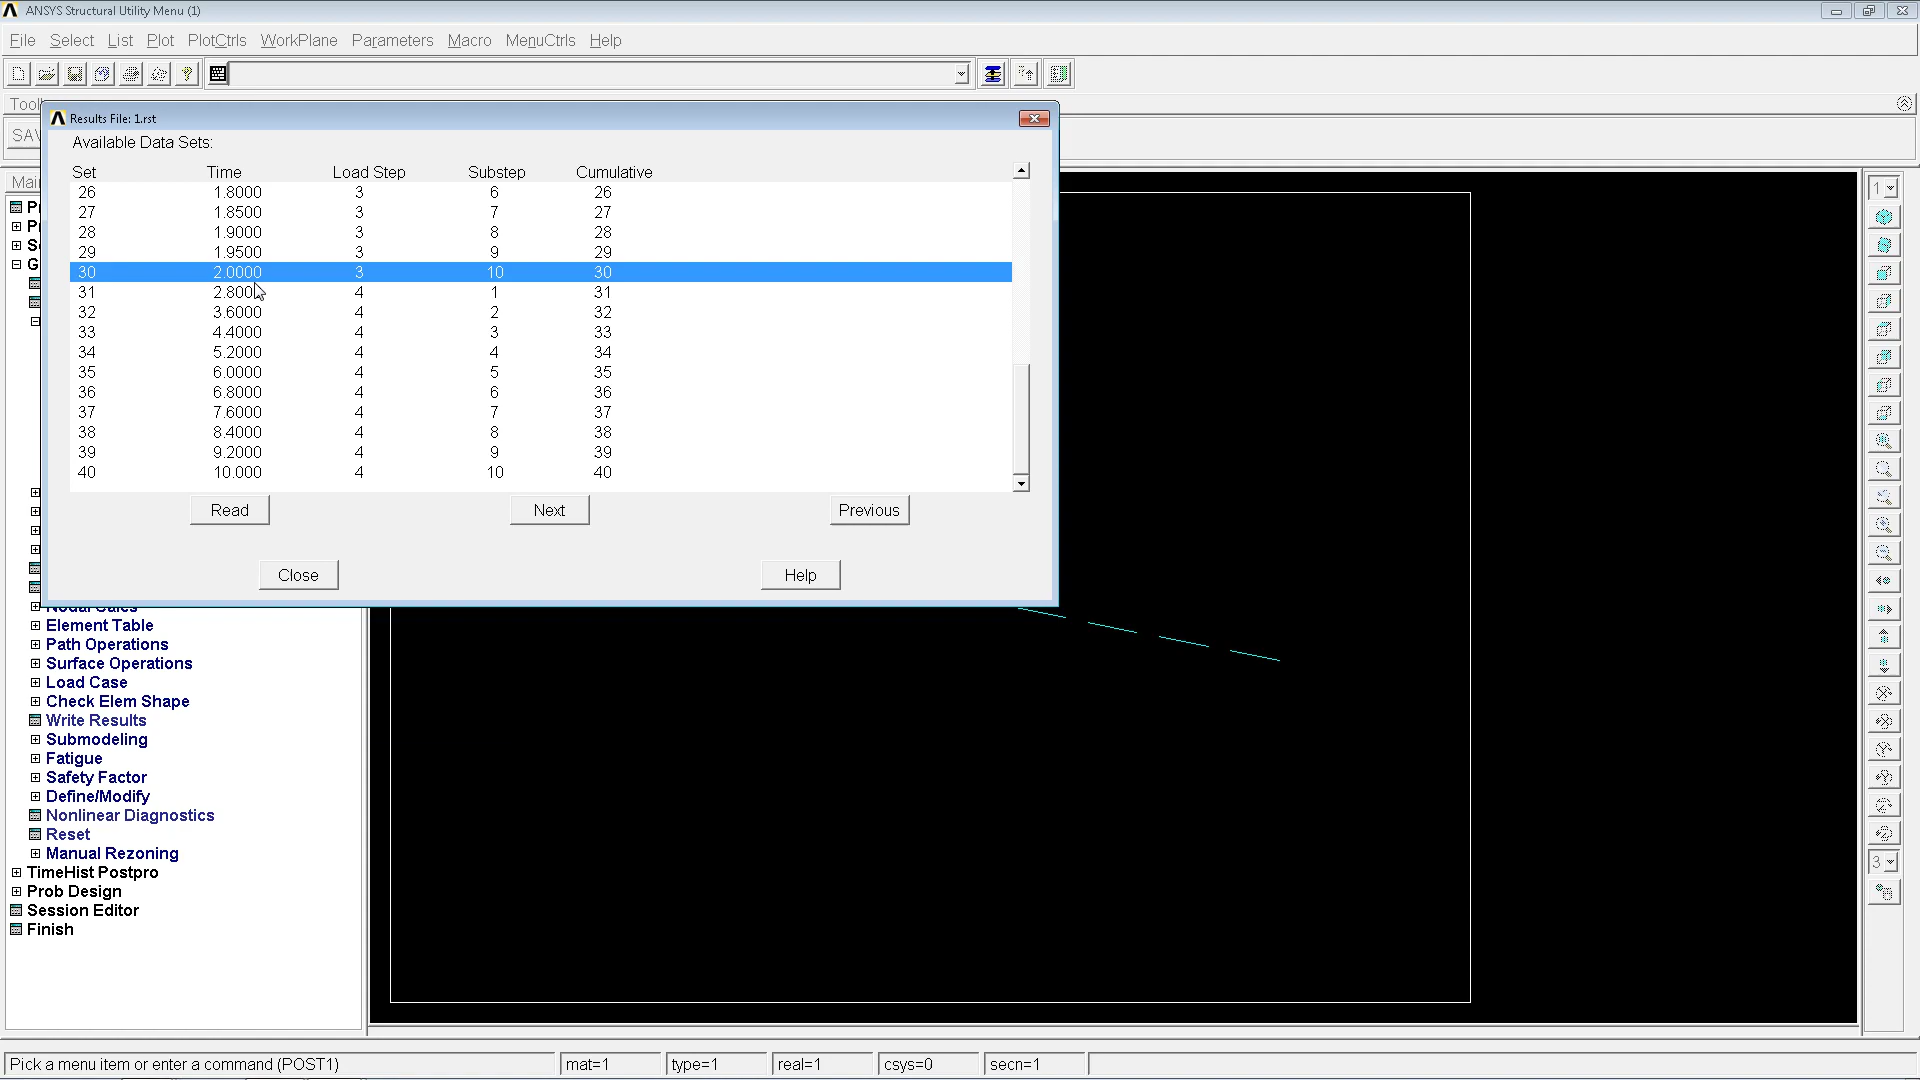 ANSYS Structural Utility Menu (1)
File Select List Plot PlotCtrls WorkPlane Parameters Macro MenuCtrls Help
Tool
Results File: 1.rst
SAV
Available Data Sets:
Set Time Load Step Substep Cumulative
26 1.8000 3 6 26
27 1.8500 3 7 27
28 1.9000 3 8 28
29 1.9500 3 9 29
30 2.0000 3 10 30
31 2.8000 4 1 31
32 3.6000 4 2 32
33 4.4000 4 3 33
34 5.2000 4 4 34
35 6.0000 4 5 35
36 6.8000 4 6 36
37 7.6000 4 7 37
38 8.4000 4 8 38
39 9.2000 4 9 39
40 10.000 4 10 40
Read Next Previous
Close Help
Mai
P
P
S
G
Element Table
Path Operations
Surface Operations
Load Case
Check Elem Shape
Write Results
Submodeling
Fatigue
Safety Factor
Define/Modify
Nonlinear Diagnostics
Reset
Manual Rezoning
TimeHist Postpro
Prob Design
Session Editor
Finish
1
3
Pick a menu item or enter a command (POST1) mat=1 type=1 real=1 csys=0 secn=1